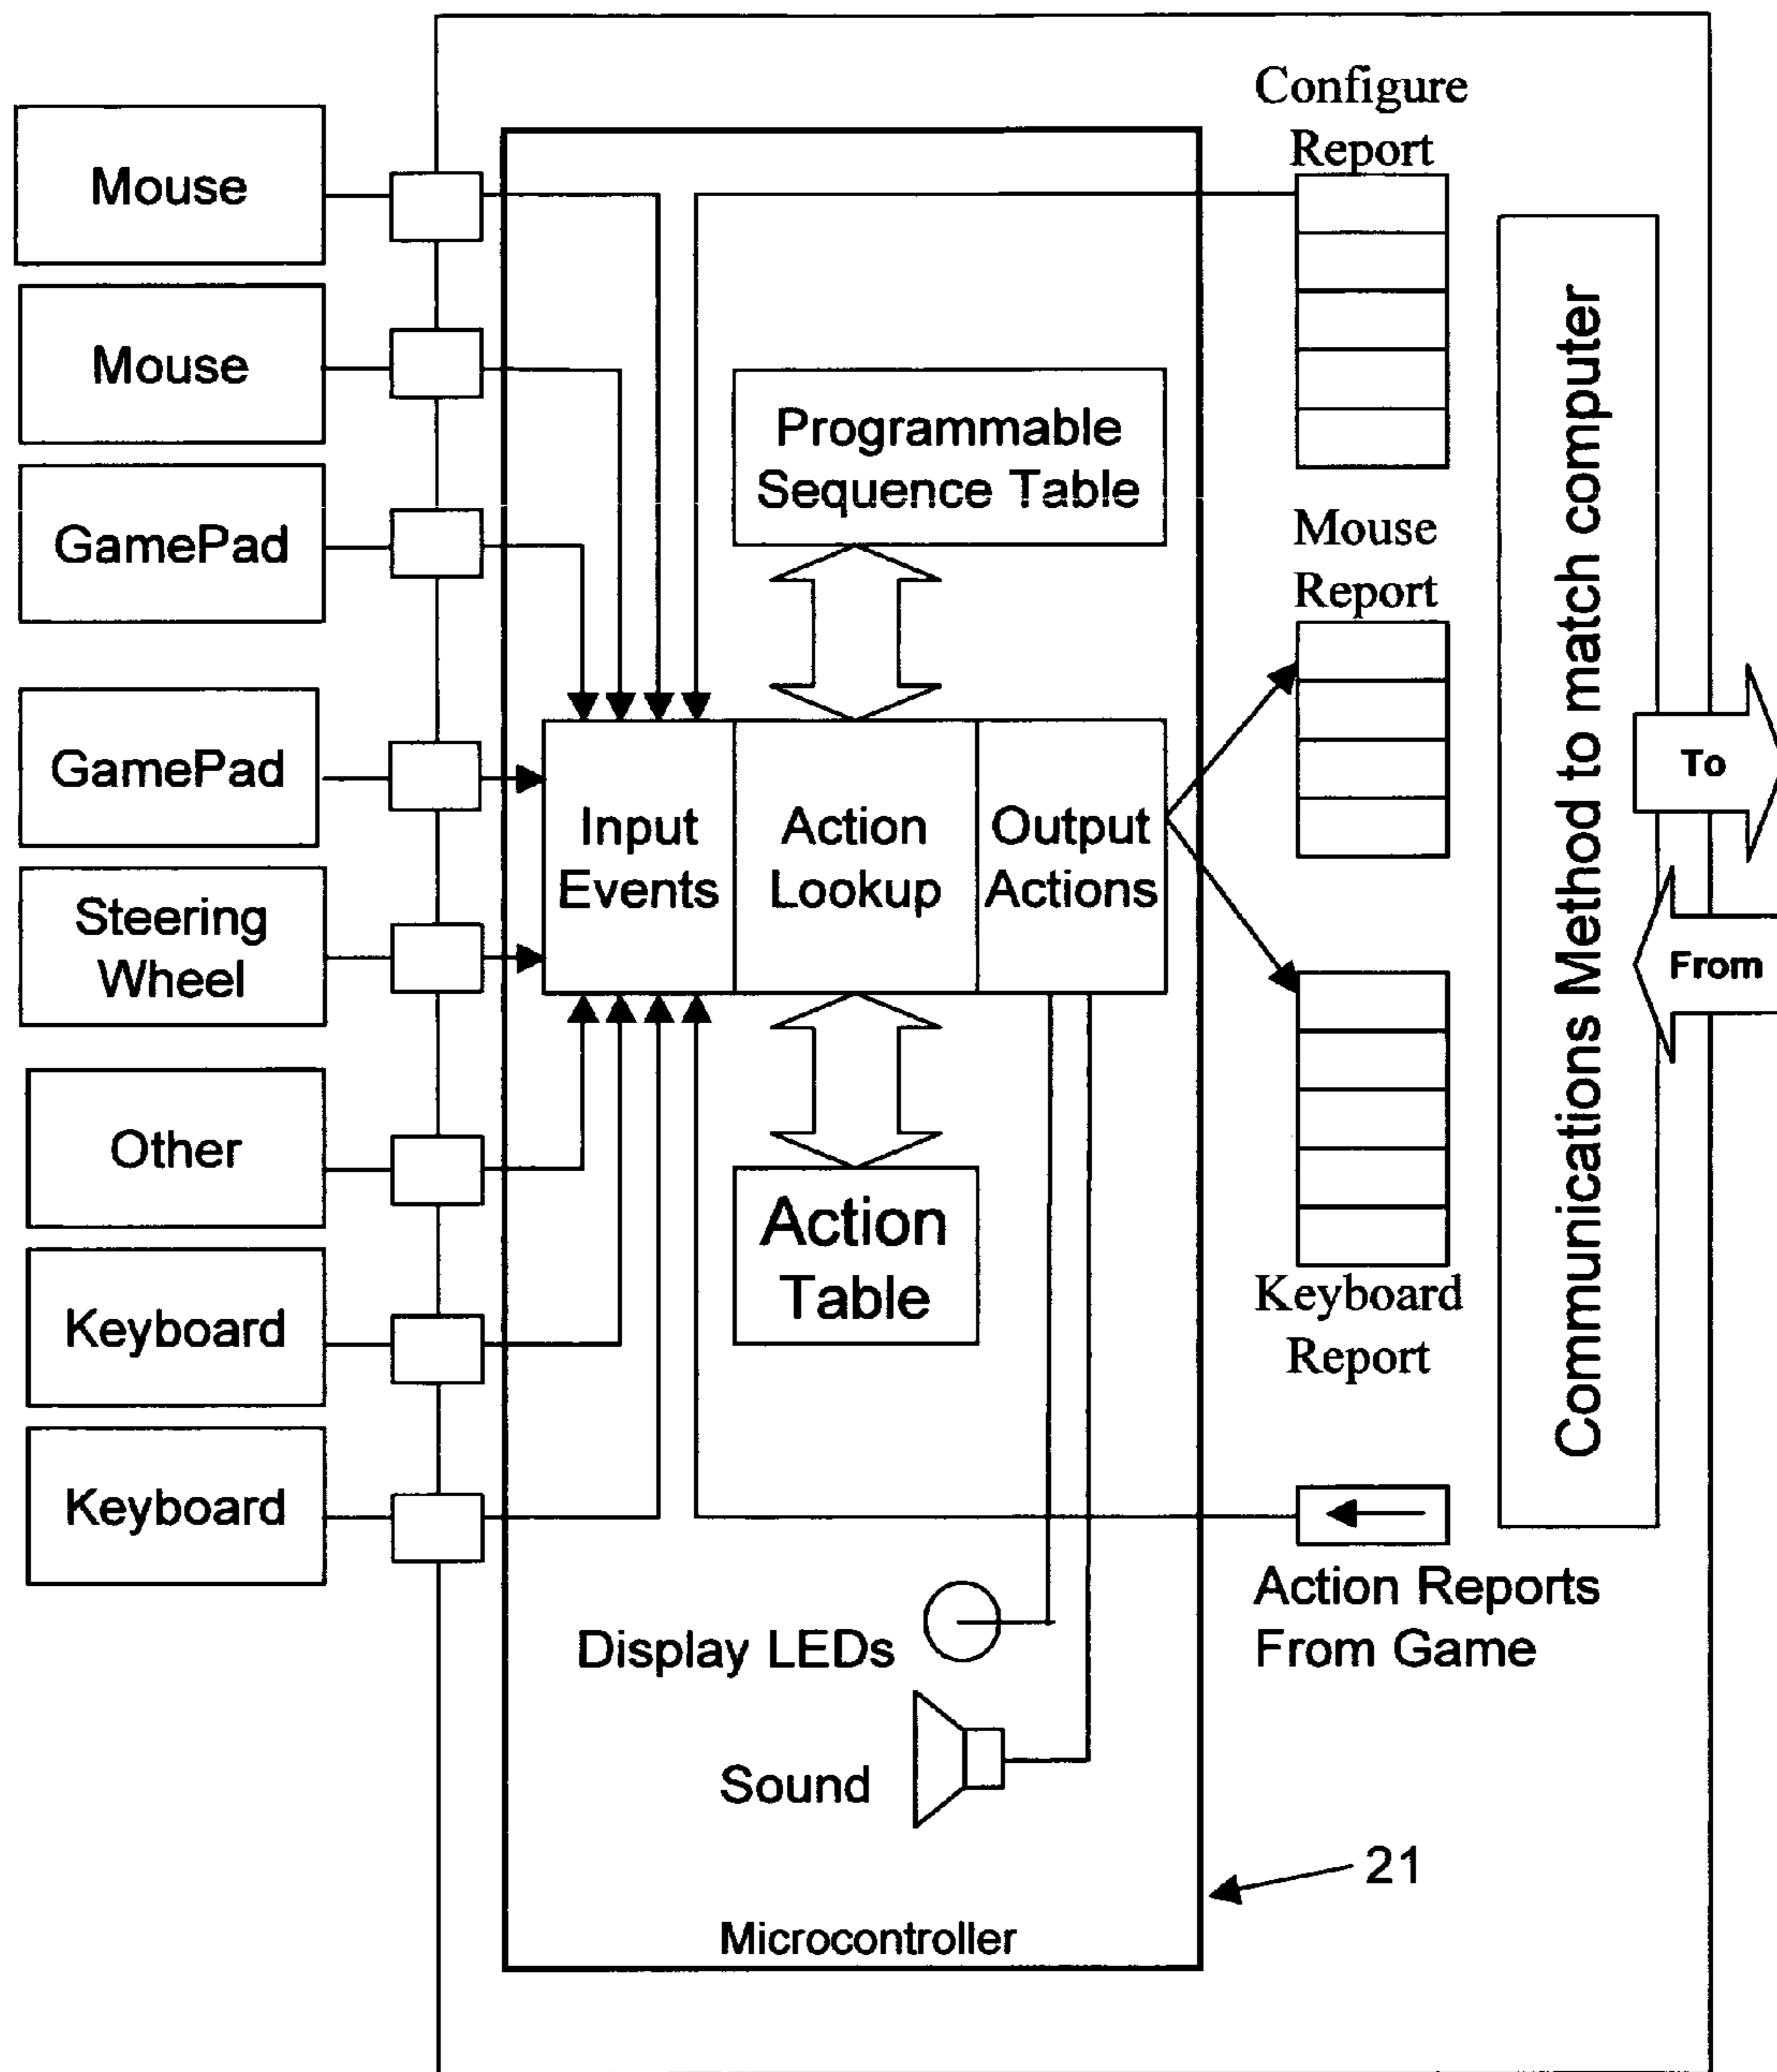 Configure
Report
Mouse
Mouse
GamePad
GamePad
Steering
Wheel
Other
Keyboard
Keyboard
Programmable
Sequence Table
Input
Events
Action
Lookup
Output
Actions
Action
Table
Mouse
Report
Keyboard
Report
Communications Method to match computer
To
From
Action Reports
From Game
Display LEDs
Sound
21
Microcontroller